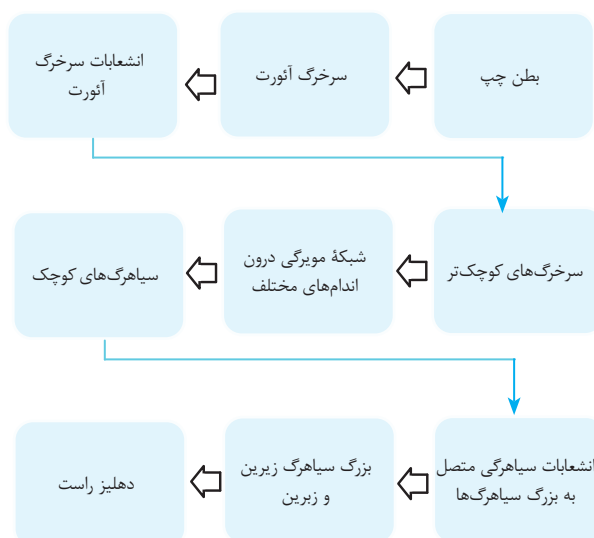 بطن چپ
سرخرگ آئورت
انشعابات سرخرگ
آئورت
سرخرگ‌های کوچک‌تر
شبکهٔ مویرگی درون
اندام‌های مختلف
سیاهرگ‌های کوچک
انشعابات سیاهرگی متصل
به بزرگ سیاهرگ‌ها
بزرگ سیاهرگ زیرین
و زبرین
دهلیز راست